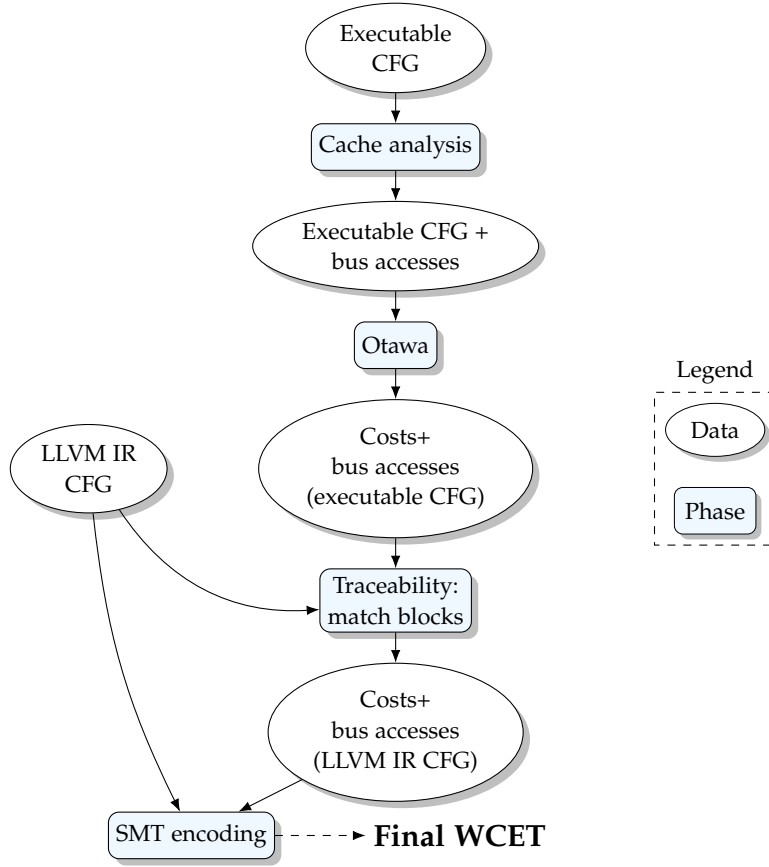 Executable
CFG
Cache analysis
Executable CFG +
bus accesses
Otawa
Legend
Data
Phase
LLVM IR
CFG
Costs+
bus accesses
(executable CFG)
Traceability:
match blocks
Costs+
bus accesses
(LLVM IR CFG)
SMT encoding
Final WCET